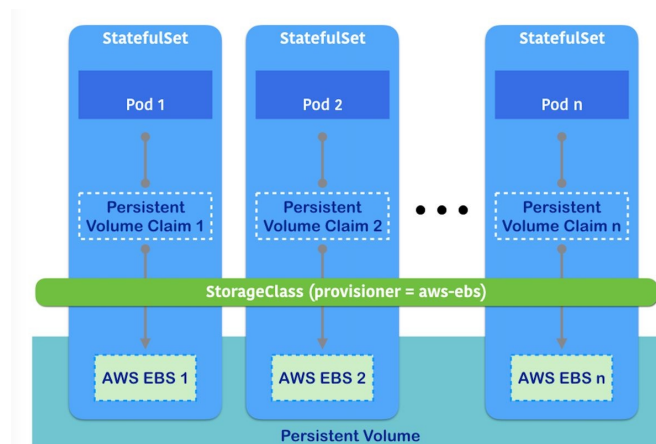 StatefulSet
StatefulSet
StatefulSet
Pod 1
Pod 2
Pod n
Persistent
Volume Claim 1
Persistent
Volume Claim 2
Persistent
Volume Claim n
StorageClass (provisioner = aws-ebs)
AWS EBS 1
AWS EBS 2
AWS EBS n
Persistent Volume